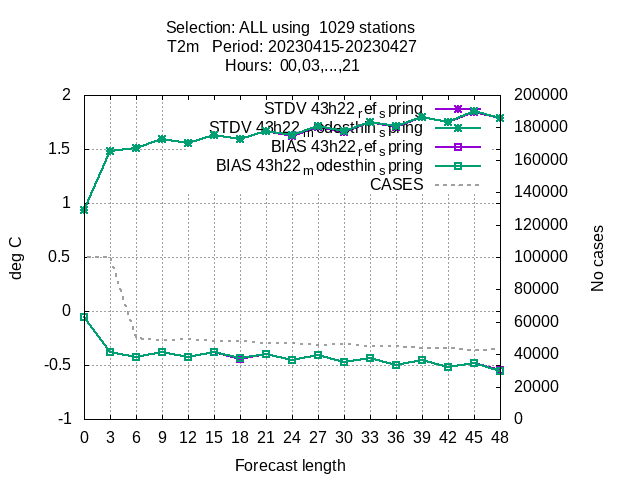 Selection: ALL using  1029 stations
T2m   Period: 20230415-20230427
Hours:  00,03,...,21
2
1.5
1
0.5
0
-0.5
-1
deg C
STDV 43h22_ref_spring
STDV 43h22_modesthin_spring
BIAS 43h22_ref_spring
BIAS 43h22_modesthin_spring
CASES
200000
180000
160000
140000
120000
100000
80000
60000
40000
20000
0
No cases
0 3 6 9 12 15 18 21 24 27 30 33 36 39 42 45 48
Forecast length